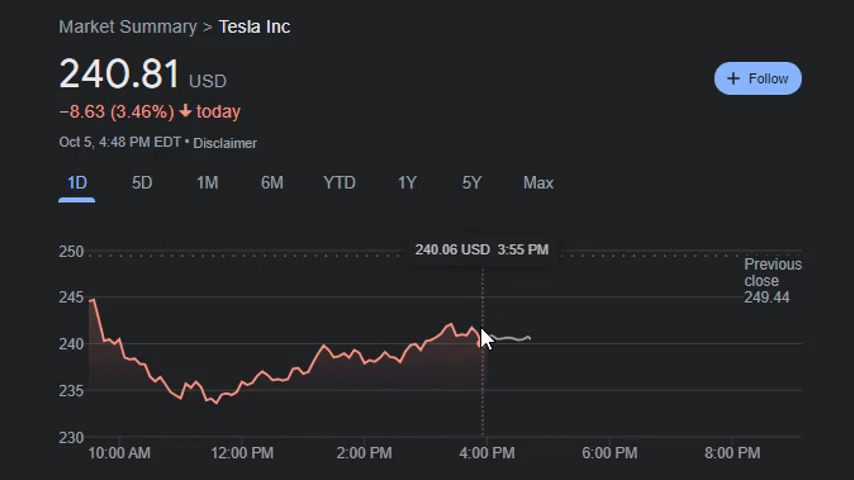 Market Summary > Tesla Inc
240.81 USD
+ Follow
−8.63 (3.46%) ↓ today
Oct 5, 4:48 PM EDT • Disclaimer
1D 5D 1M 6M YTD 1Y 5Y Max
240.06 USD 3:55 PM
250
Previous
close
249.44
245
240
235
230
10:00 AM 12:00 PM 2:00 PM 4:00 PM 6:00 PM 8:00 PM